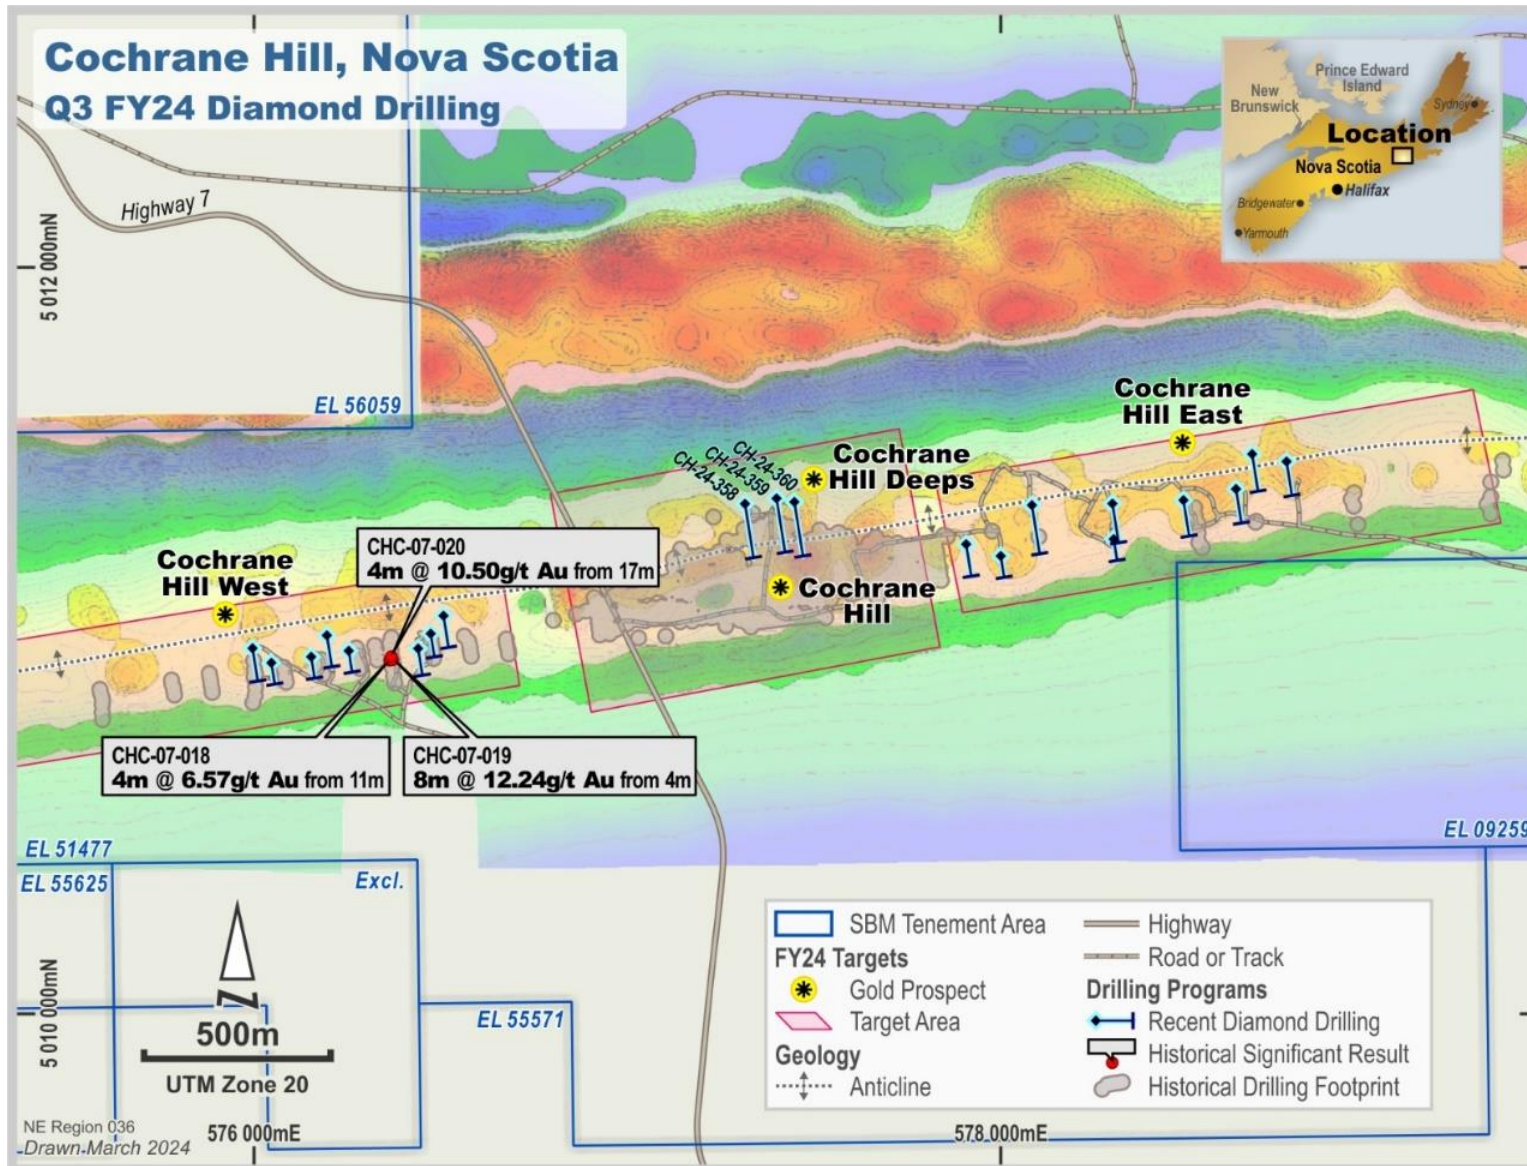 Cochrane Hill, Nova Scotia
Q3 FY24 Diamond Drilling
New
Brunswick
Prince Edward
Island
Sydney
Location
Nova Scotia
Halifax
Bridgewater
Yarmouth
Highway 7
5 012 000mN
EL 56059
Cochrane
Hill East
CH-24-358
CH-24-359
CH-24-360
Cochrane
Hill Deeps
Cochrane
Hill West
CHC-07-020
4m @ 10.50g/t Au from 17m
Cochrane
Hill
CHC-07-018
4m @ 6.57g/t Au from 11m
CHC-07-019
8m @ 12.24g/t Au from 4m
EL 09259
EL 51477
EL 55625
Excl.
5 010 000mN
N
500m
UTM Zone 20
EL 55571
SBM Tenement Area
FY24 Targets
Gold Prospect
Target Area
Geology
Anticline
Highway
Road or Track
Drilling Programs
Recent Diamond Drilling
Historical Significant Result
Historical Drilling Footprint
NE Region 036
Drawn March 2024
576 000mE
578 000mE